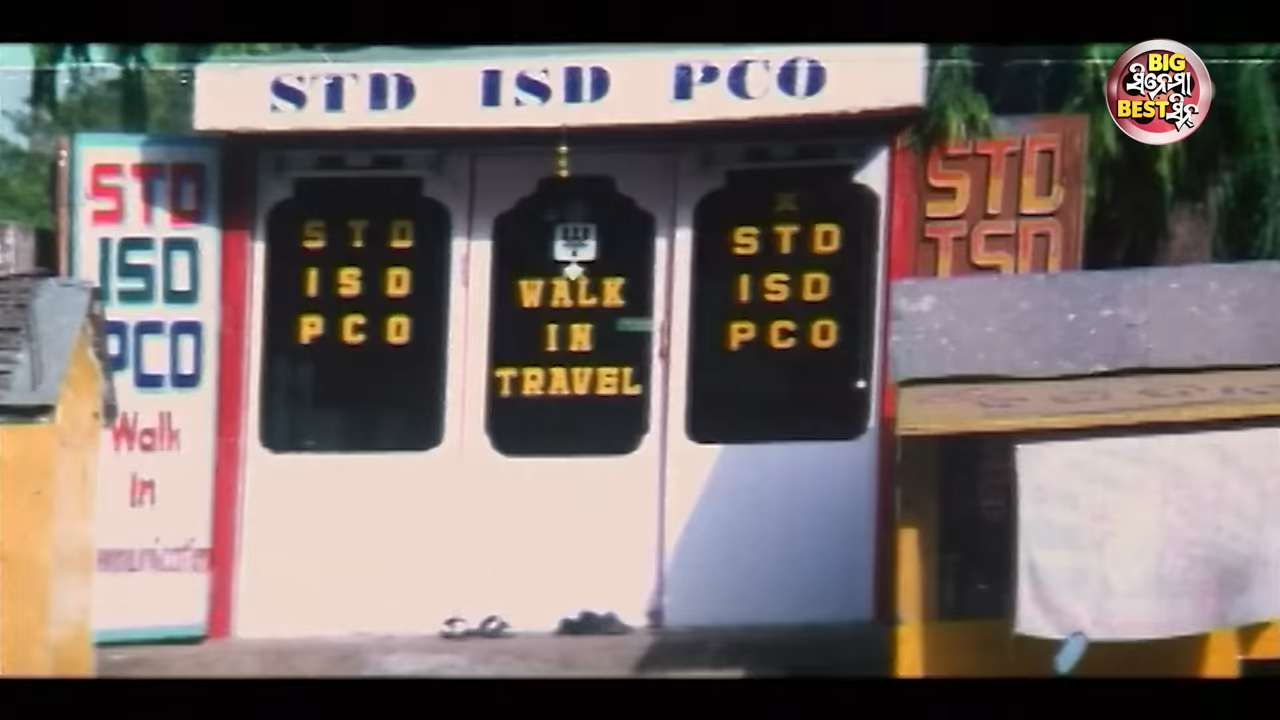 STD ISD PCO
BIG
ସିନେମା
BEST
STD
ISD
PCO
Walk
in
STD
ISD
PCO
WALK
IN
TRAVEL
STD
ISD
PCO
STD
ISD